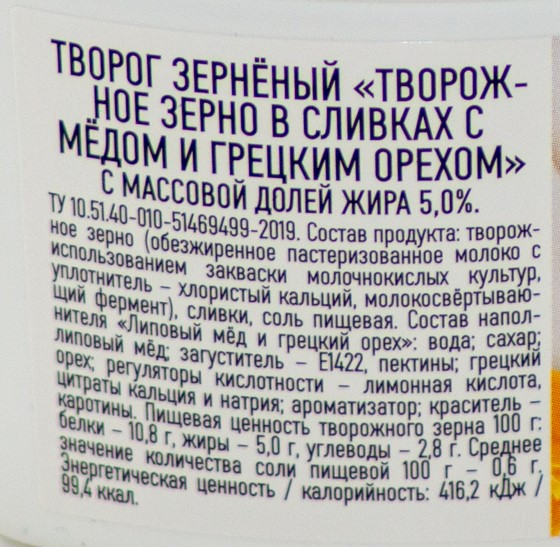 ТВОРОГ ЗЕРНЁНЫЙ «ТВОРОЖ-
НОЕ ЗЕРНО В СЛИВКАХ С
МЁДОМ И ГРЕЦКИМ ОРЕХОМ»
С МАССОВОЙ ДОЛЕЙ ЖИРА 5,0%.
ТУ 10.51.40-010-51469499-2019. Состав продукта: творож-
ное зерно (обезжиренное пастеризованное молоко с
использованием закваски молочнокислых культур,
уплотнитель – хлористый кальций, молокосвёртываю-
щий фермент), сливки, соль пищевая. Состав напол-
нителя «Липовый мёд и грецкий орех»: вода; сахар;
липовый мёд; загуститель – Е1422, пектины; грецкий
орех; регуляторы кислотности – лимонная кислота,
цитраты кальция и натрия; ароматизатор; краситель –
каротины. Пищевая ценность творожного зерна 100 г:
белки – 10,8 г, жиры – 5,0 г, углеводы – 2,8 г. Среднее
значение количества соли пищевой 100 г – 0,6 г.
Энергетическая ценность / калорийность: 416,2 кДж /
99,4 ккал.